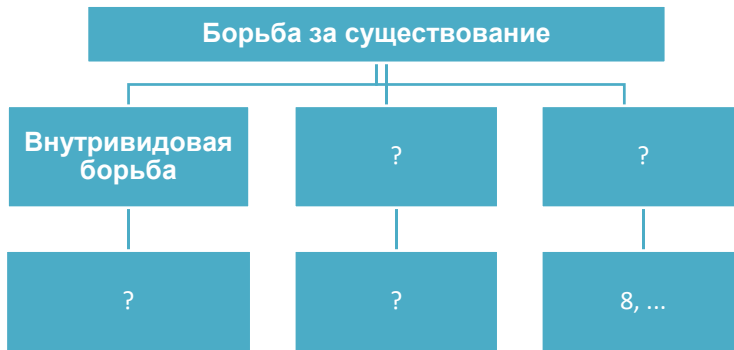 Борьба за существование
Внутривидовая
борьба
?
?
?
?
8, ...